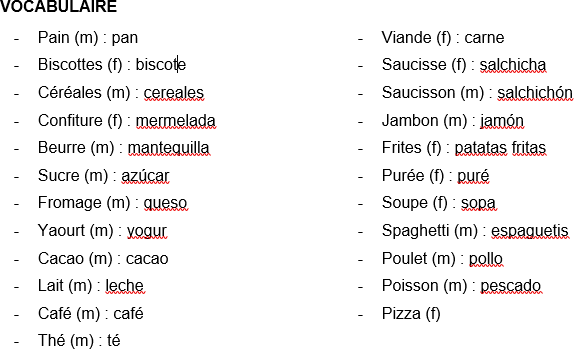 VOCABULAIRE
- Pain (m) : pan
- Biscottes (f) : biscote
- Céréales (m) : cereales
- Confiture (f) : mermelada
- Beurre (m) : mantequilla
- Sucre (m) : azúcar
- Fromage (m) : queso
- Yaourt (m) : yogur
- Cacao (m) : cacao
- Lait (m) : leche
- Café (m) : café
- Thé (m) : té
- Viande (f) : carne
- Saucisse (f) : salchicha
- Saucisson (m) : salchichón
- Jambon (m) : jamón
- Frites (f) : patatas fritas
- Purée (f) : puré
- Soupe (f) : sopa
- Spaghetti (m) : espaguetis
- Poulet (m) : pollo
- Poisson (m) : pescado
- Pizza (f)